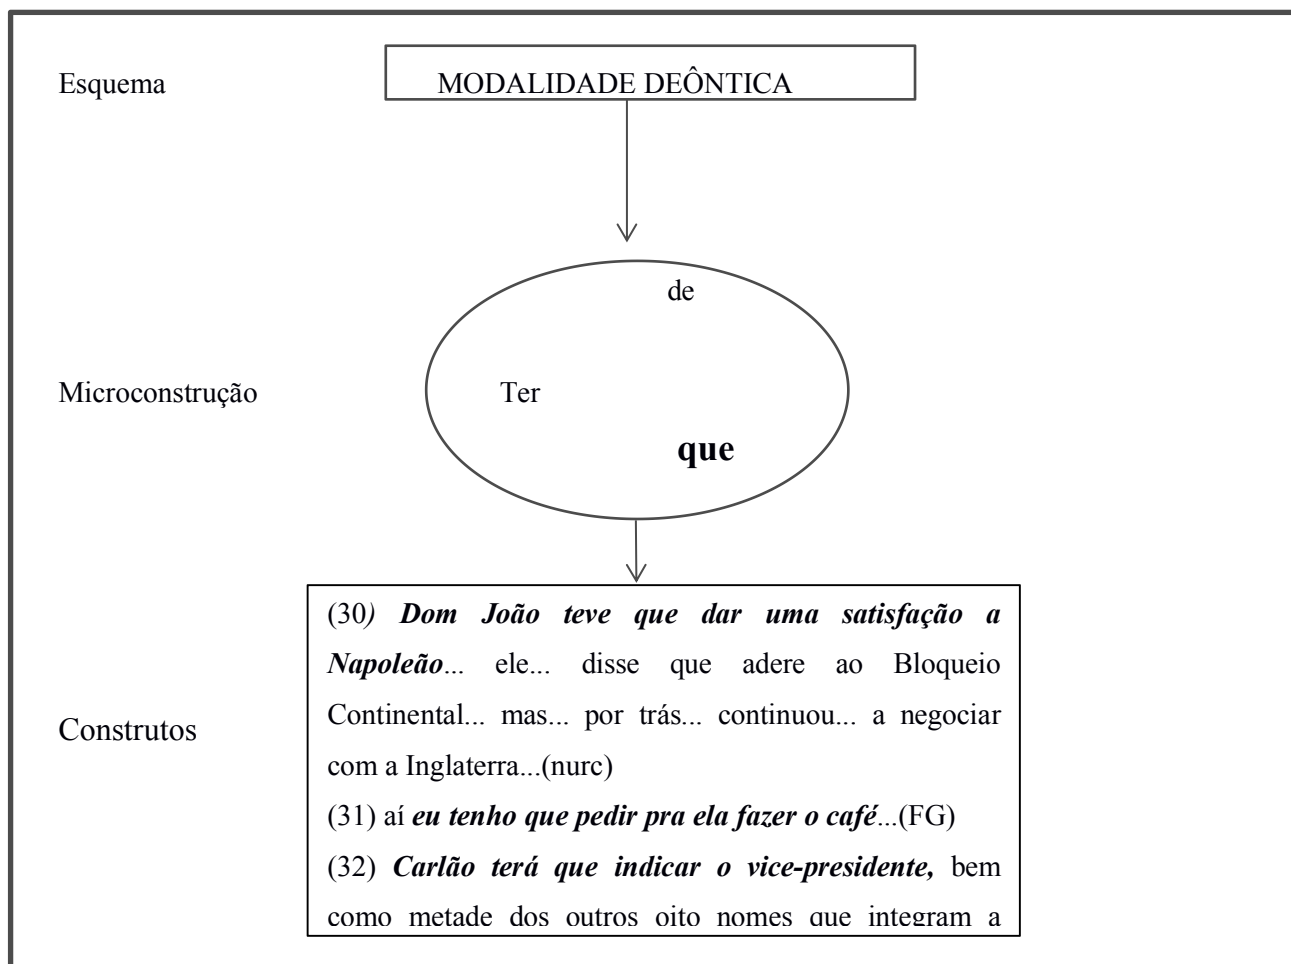 Esquema
MODALIDADE DEÔNTICA
de
Microconstrução
Ter
que
Construtos
(30) Dom João teve que dar uma satisfação a
Napoleão... ele... disse que adere ao Bloqueio
Continental... mas... por trás... continuou... a negociar
com a Inglaterra...(nurc)
(31) aí eu tenho que pedir pra ela fazer o café...(FG)
(32) Carlão terá que indicar o vice-presidente, bem
como metade dos outros oito nomes que integram a